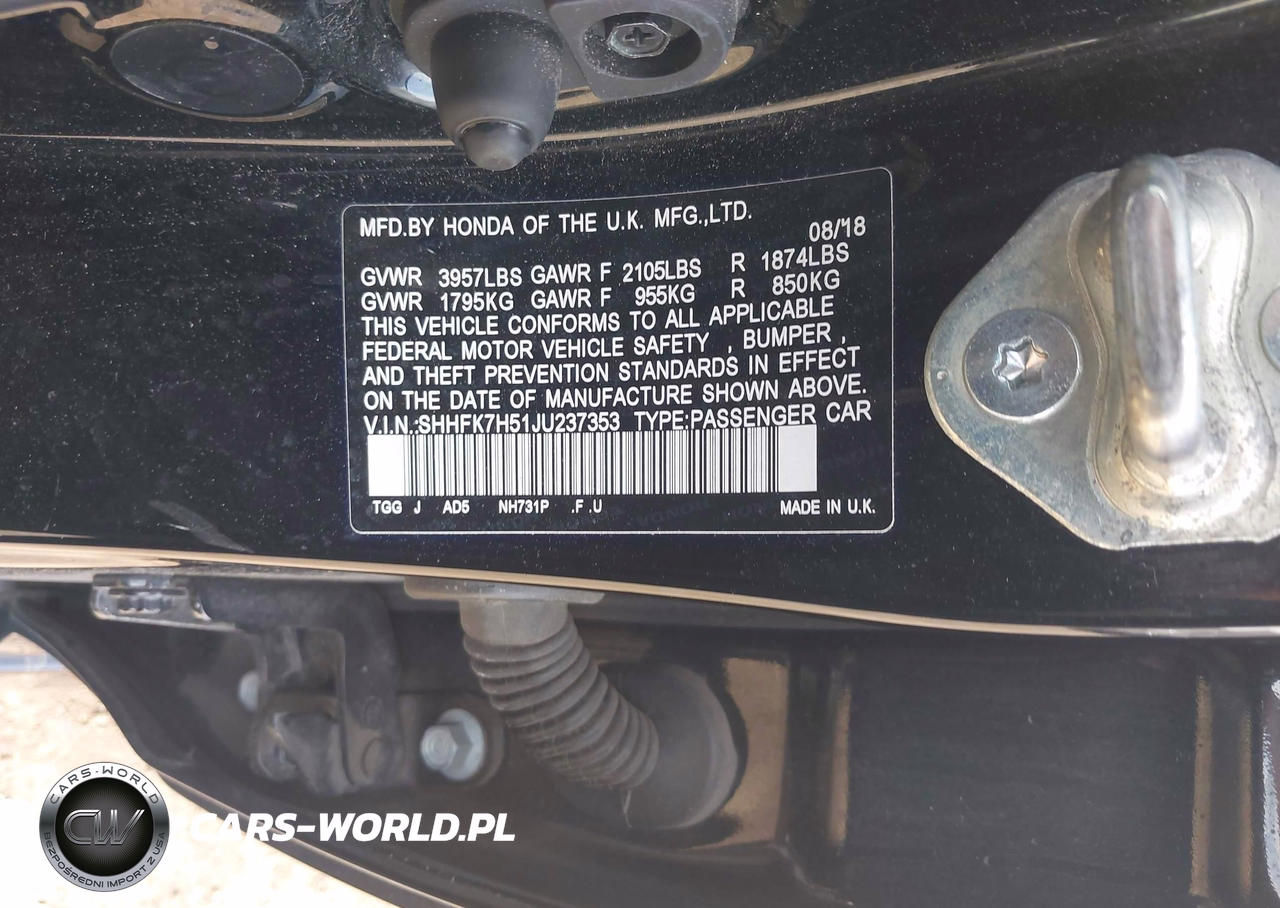 MFD.BY HONDA OF THE U.K. MFG.,LTD.
08/'18
GVWR 3957LBS GAWR F 2105LBS R 1874LBS
GVWR 1795KG GAWR F 955KG R 850KG
THIS VEHICLE CONFORMS TO ALL APPLICABLE
FEDERAL MOTOR VEHICLE SAFETY , BUMPER ,
AND THEFT PREVENTION STANDARDS IN EFFECT
ON THE DATE OF MANUFACTURE SHOWN ABOVE.
V.I.N.:SHHFK7H51JU237353 TYPE:PASSENGER CAR
TGG J AD5 NH731P .F .U MADE IN U.K.
CARS-WORLD
CW
BEZPOŚREDNI IMPORT Z USA
CARS-WORLD.PL